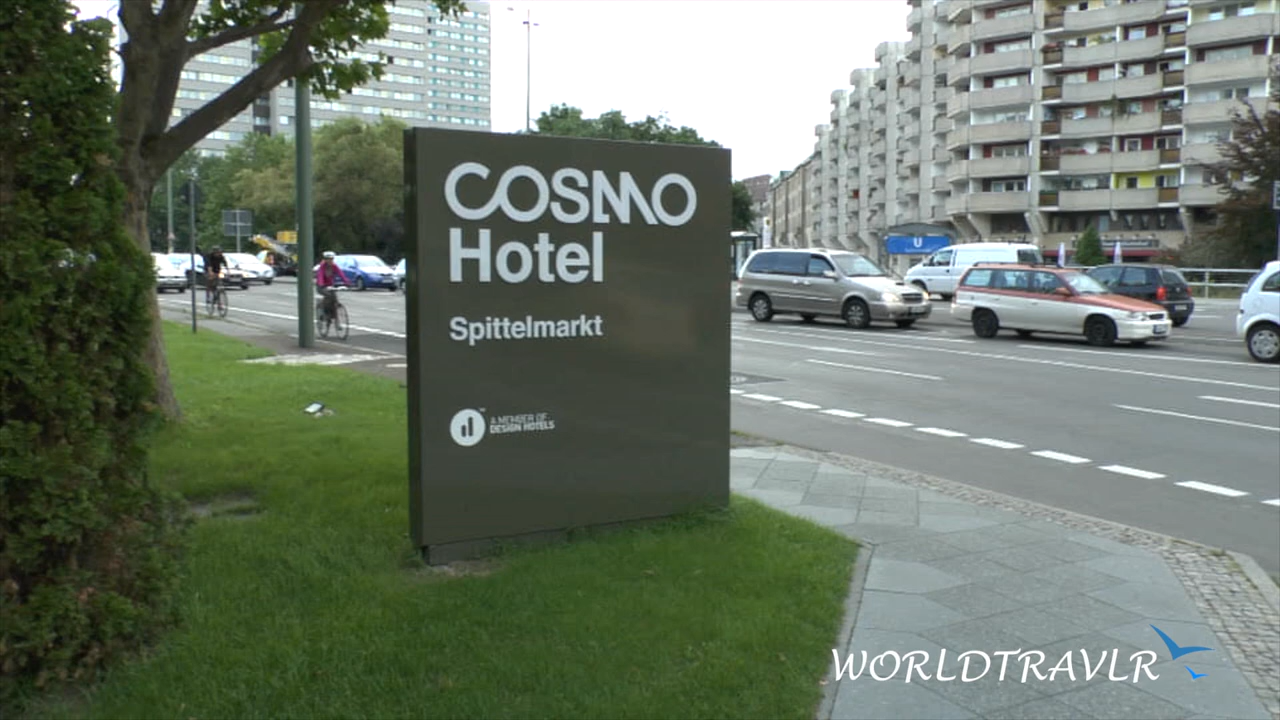 COSMO
Hotel
Spittelmarkt
A MEMBER OF
DESIGN HOTELS
U
WORLDTRAVLR